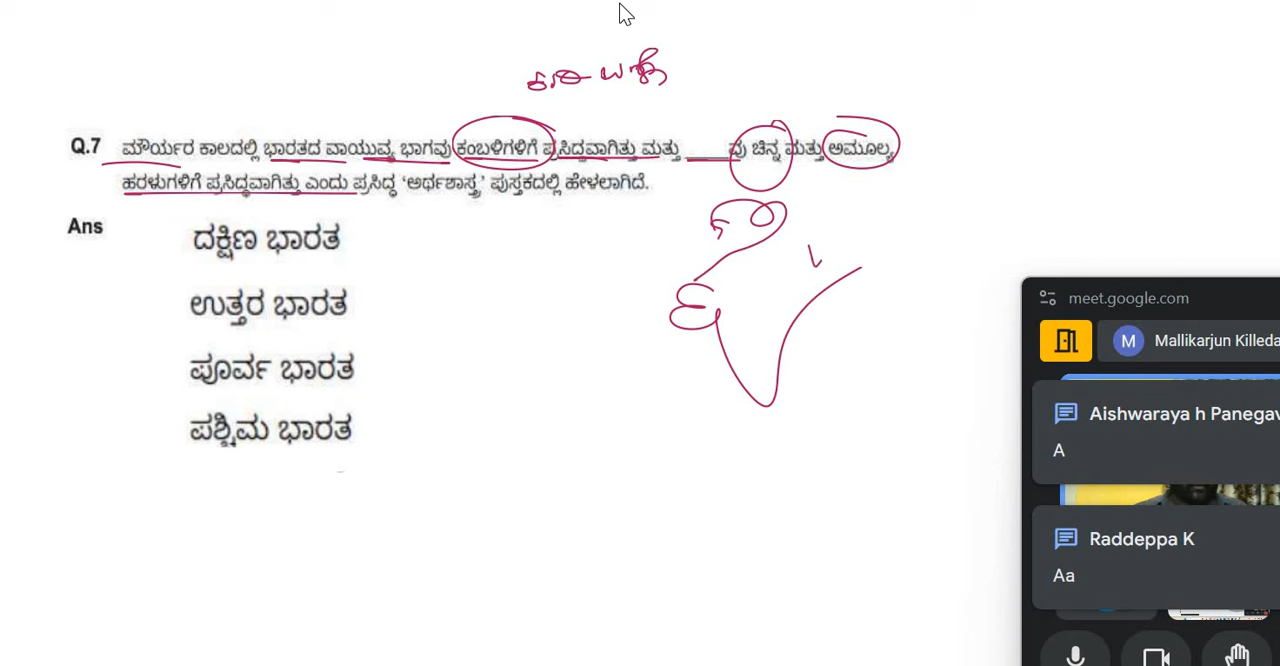 Q.7 ಮೌರ್ಯರ ಕಾಲದಲ್ಲಿ ಭಾರತದ ವಾಯುವ್ಯ ಭಾಗವು ಕಂಬಳಿಗಳಿಗೆ ಪ್ರಸಿದ್ಧವಾಗಿತ್ತು ಮತ್ತು ____ವು ಚಿನ್ನ ಮತ್ತು ಅಮೂಲ್ಯ
ಹರಳುಗಳಿಗೆ ಪ್ರಸಿದ್ಧವಾಗಿತ್ತು ಎಂದು ಪ್ರಸಿದ್ಧ 'ಅರ್ಥಶಾಸ್ತ್ರ' ಪುಸ್ತಕದಲ್ಲಿ ಹೇಳಲಾಗಿದೆ.
Ans ದಕ್ಷಿಣ ಭಾರತ
ಉತ್ತರ ಭಾರತ
ಪೂರ್ವ ಭಾರತ
ಪಶ್ಚಿಮ ಭಾರತ
meet.google.com
M Mallikarjun Killeda
Aishwaraya h Panegav
A
Raddeppa K
Aa